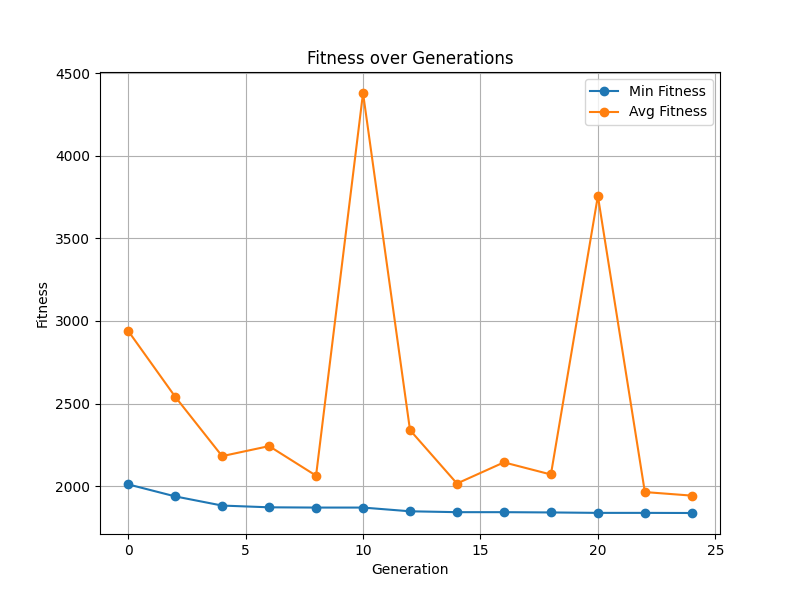 Fitness over Generations
Min Fitness
Avg Fitness
4500
4000
3500
3000
2500
2000
Fitness
0 5 10 15 20 25
Generation